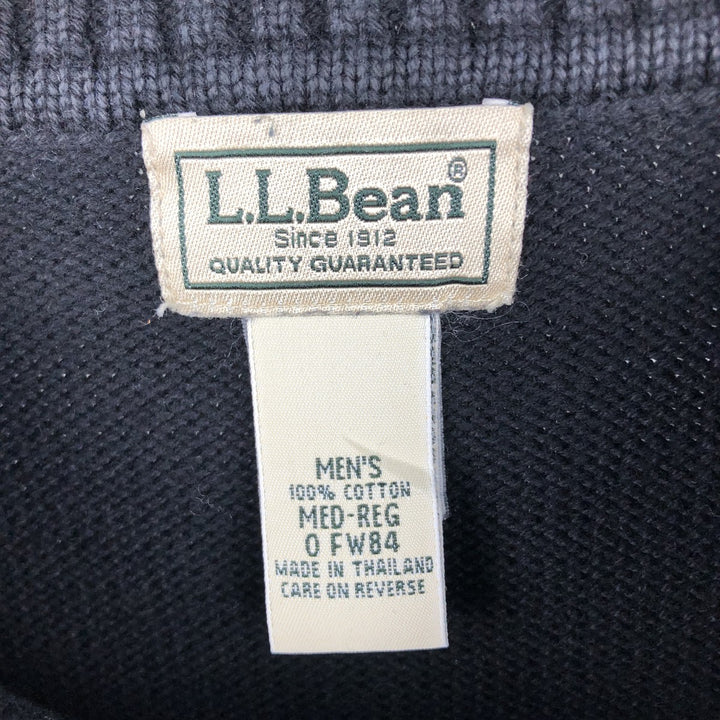 L.L.Bean®
Since 1912
QUALITY GUARANTEED
MEN'S
100% COTTON
MED-REG
0 FW84
MADE IN THAILAND
CARE ON REVERSE